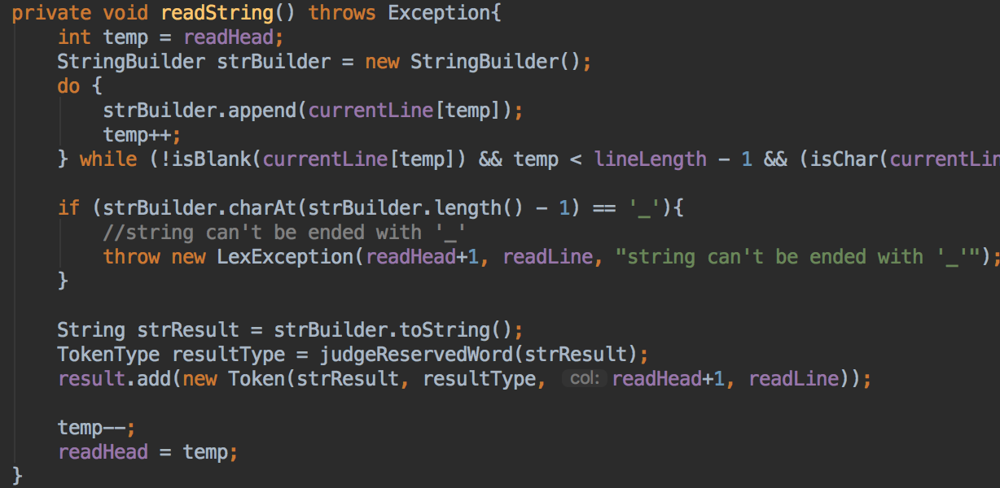 private void readString() throws Exception{
int temp = readHead;
StringBuilder strBuilder = new StringBuilder();
do {
strBuilder.append(currentLine[temp]);
temp++;
} while (!isBlank(currentLine[temp]) && temp < lineLength - 1 && (isChar(currentLin
if (strBuilder.charAt(strBuilder.length() - 1) == '_'){
//string can't be ended with '_'
throw new LexException(readHead+1, readLine, "string can't be ended with '_'");
}
String strResult = strBuilder.toString();
TokenType resultType = judgeReservedWord(strResult);
result.add(new Token(strResult, resultType, col: readHead+1, readLine));
temp--;
readHead = temp;
}